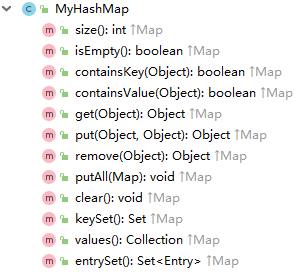 MyHashMap
size(): int ↑Map
isEmpty(): boolean ↑Map
containsKey(Object): boolean ↑Map
containsValue(Object): boolean ↑Map
get(Object): Object ↑Map
put(Object, Object): Object ↑Map
remove(Object): Object ↑Map
putAll(Map): void ↑Map
clear(): void ↑Map
keySet(): Set ↑Map
values(): Collection ↑Map
entrySet(): Set<Entry> ↑Map